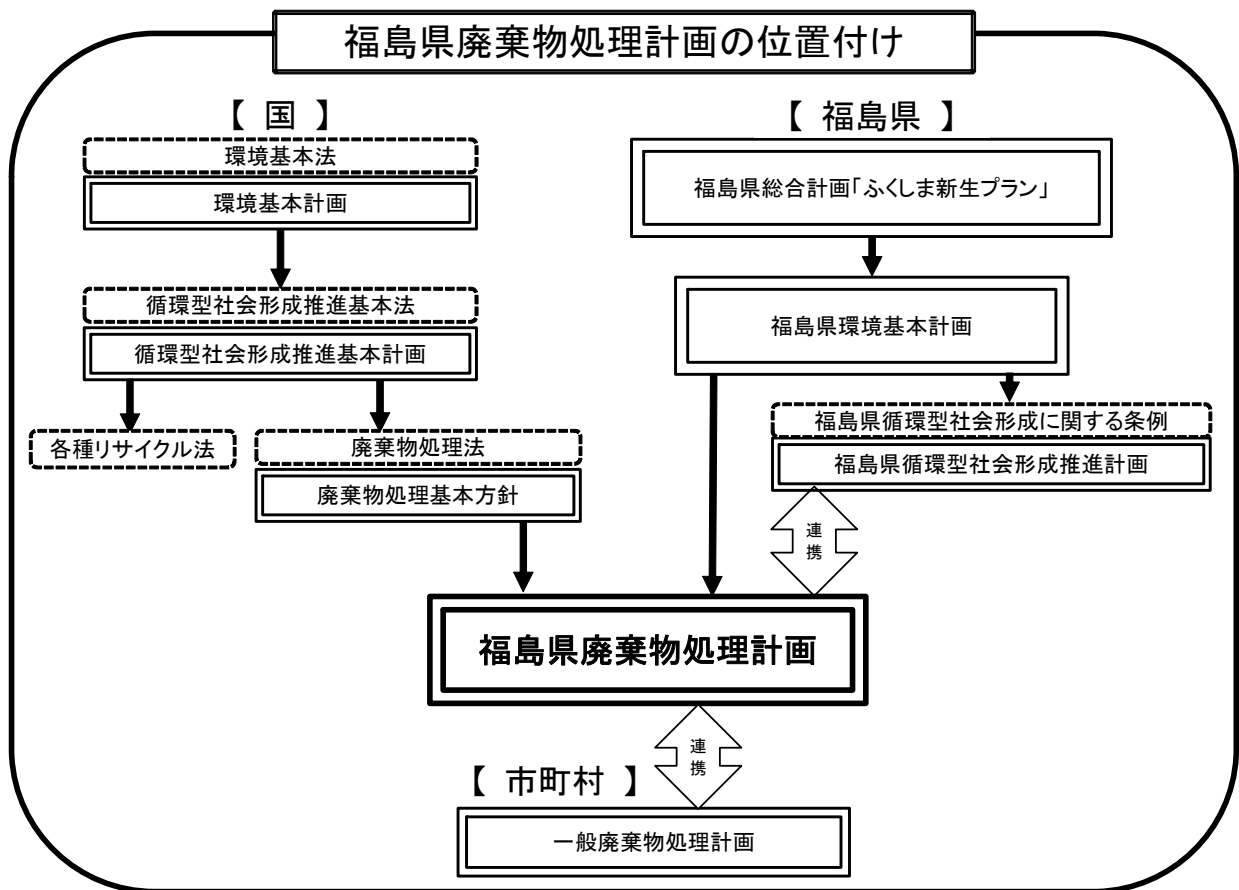 福島県廃棄物処理計画の位置付け
【 国 】
環境基本法
環境基本計画
循環型社会形成推進基本法
循環型社会形成推進基本計画
各種リサイクル法
廃棄物処理法
廃棄物処理基本方針
【 福島県 】
福島県総合計画「ふくしま新生プラン」
福島県環境基本計画
福島県循環型社会形成に関する条例
福島県循環型社会形成推進計画
連
携
福島県廃棄物処理計画
連
携
【 市町村 】
一般廃棄物処理計画